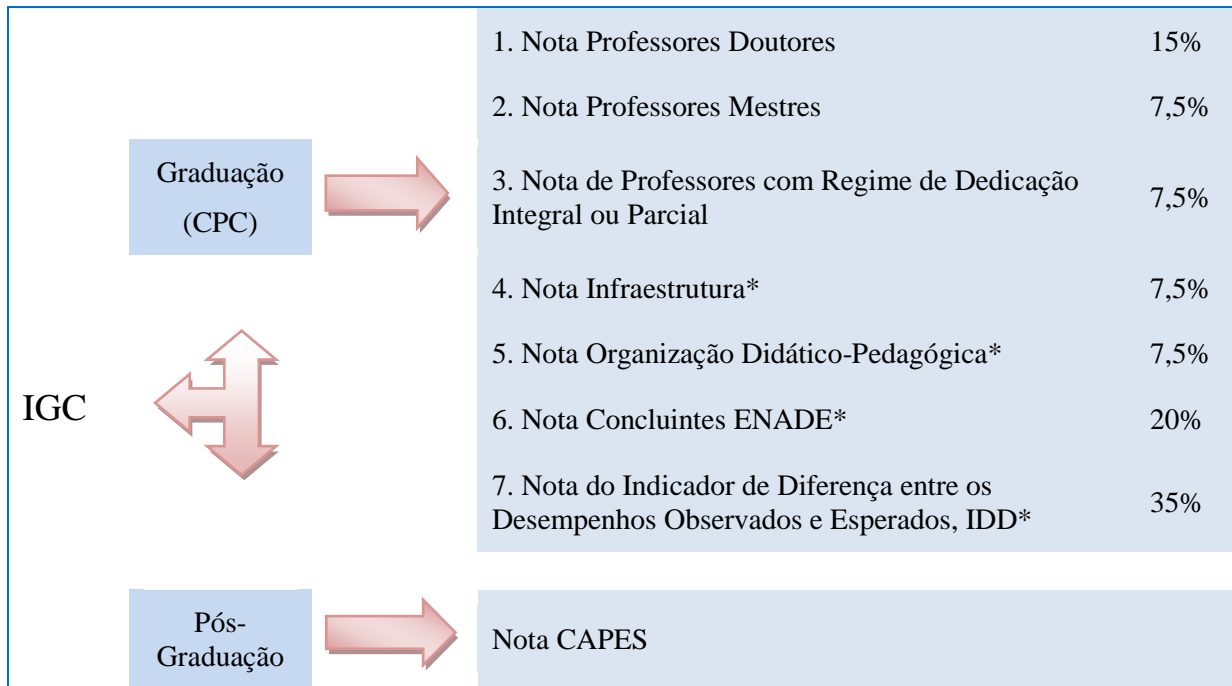 1. Nota Professores Doutores 15%
2. Nota Professores Mestres 7,5%
Graduação
(CPC)
3. Nota de Professores com Regime de Dedicação
Integral ou Parcial 7,5%
4. Nota Infraestrutura* 7,5%
5. Nota Organização Didático-Pedagógica* 7,5%
IGC
6. Nota Concluintes ENADE* 20%
7. Nota do Indicador de Diferença entre os
Desempenhos Observados e Esperados, IDD* 35%
Pós-
Graduação
Nota CAPES